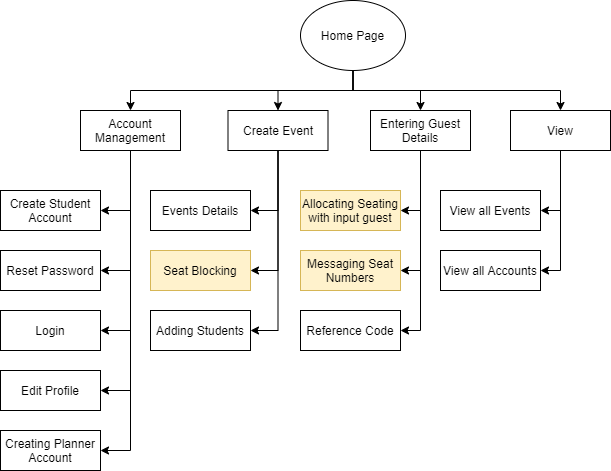 Home Page
Account
Management
Create Event
Entering Guest
Details
View
Create Student
Account
Events Details
Allocating Seating
with input guest
View all Events
Reset Password
Seat Blocking
Messaging Seat
Numbers
View all Accounts
Login
Adding Students
Reference Code
Edit Profile
Creating Planner
Account